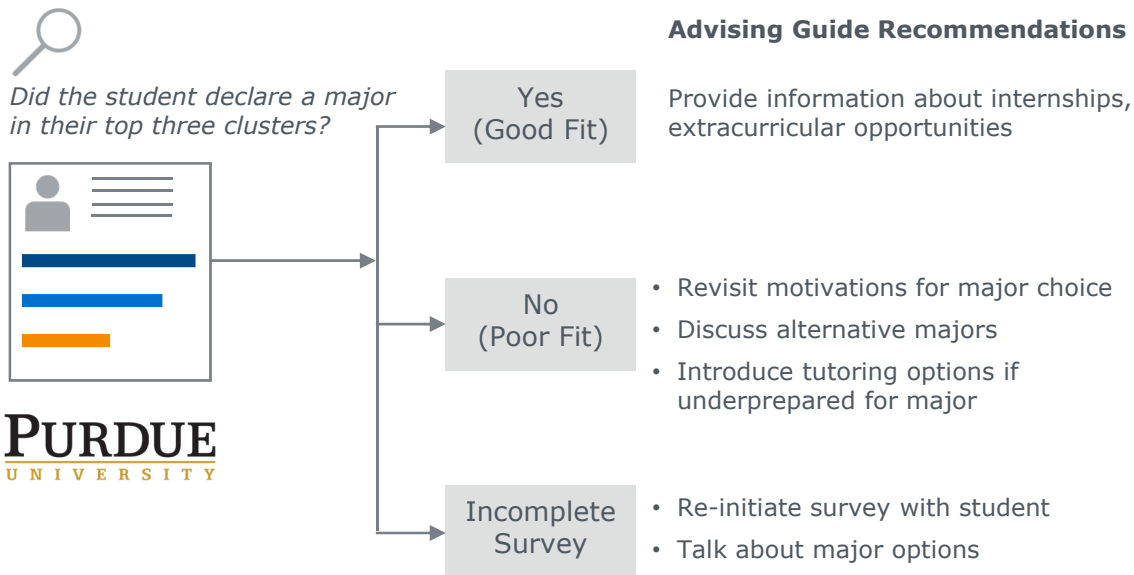 Advising Guide Recommendations
Did the student declare a major
in their top three clusters?
Yes
(Good Fit)
Provide information about internships,
extracurricular opportunities
No
(Poor Fit)
• Revisit motivations for major choice
• Discuss alternative majors
• Introduce tutoring options if
underprepared for major
PURDUE
UNIVERSITY
Incomplete
Survey
• Re-initiate survey with student
• Talk about major options